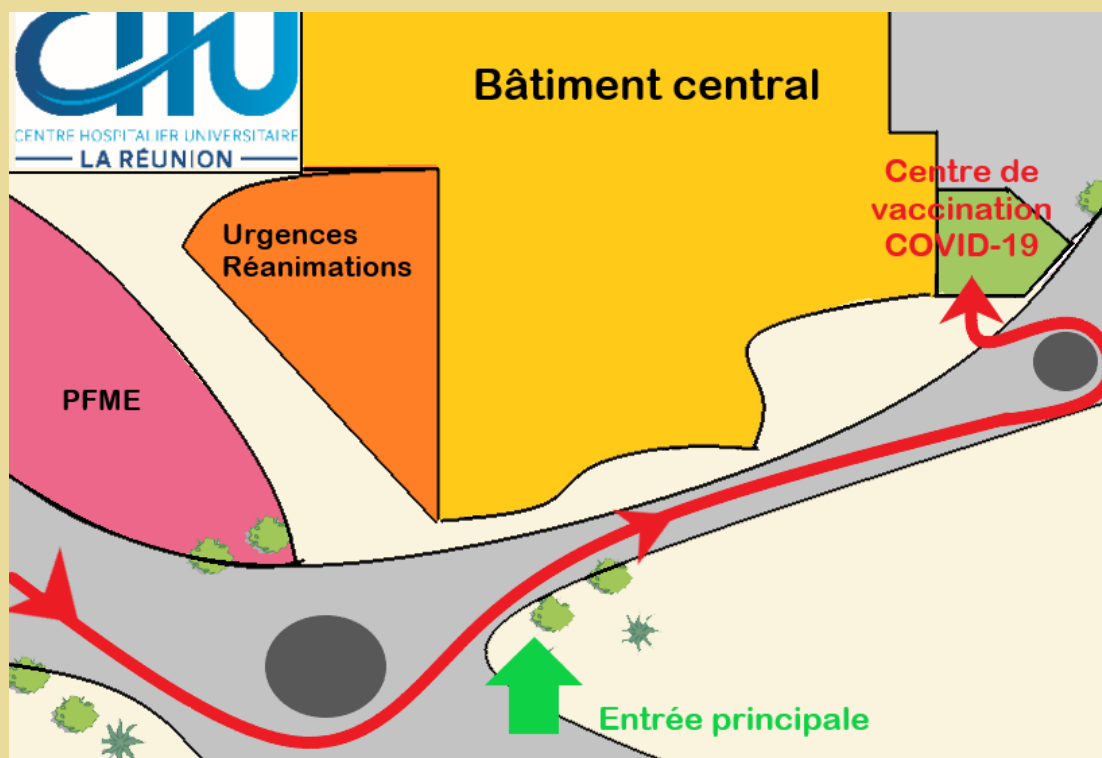 CHU
CENTRE HOSPITALIER UNIVERSITAIRE
LA RÉUNION
Bâtiment central
Centre de
vaccination
COVID-19
Urgences
Réanimations
PFME
Entrée principale